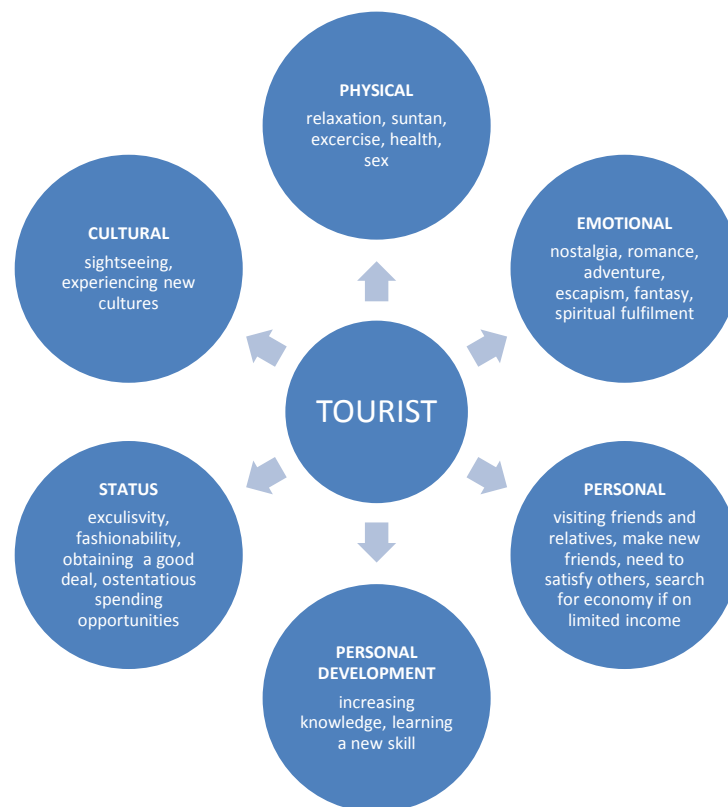 PHYSICAL
relaxation, suntan,
excercise, health,
sex
EMOTIONAL
nostalgia, romance,
adventure,
escapism, fantasy,
spiritual fulfilment
PERSONAL
visiting friends and
relatives, make new
friends, need to
satisfy others, search
for economy if on
limited income
PERSONAL
DEVELOPMENT
increasing
knowledge, learning
a new skill
STATUS
exculisvity,
fashionability,
obtaining a good
deal, ostentatious
spending
opportunities
CULTURAL
sightseeing,
experiencing new
cultures
TOURIST